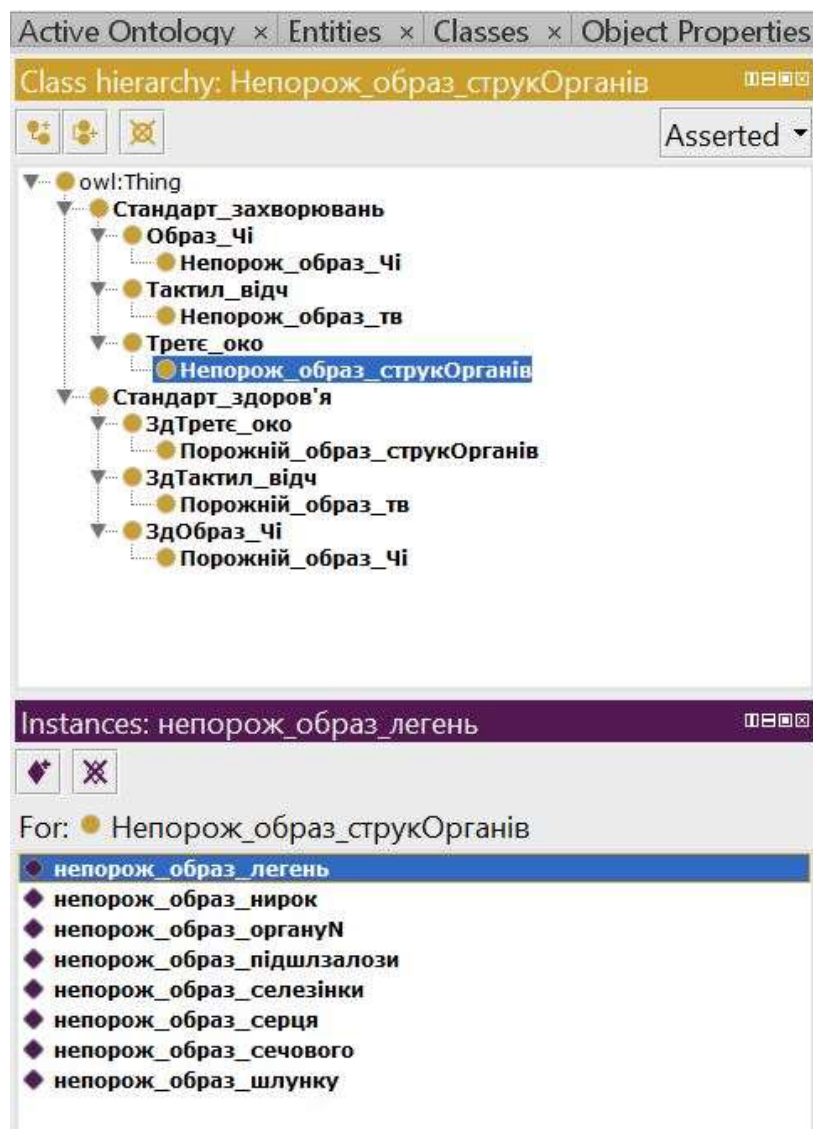 Active Ontology × Entities × Classes × Object Properties
Class hierarchy: Непорож_образ_струкОрганів
Asserted
owl:Thing
Стандарт_захворювань
Образ_Чі
Непорож_образ_Чі
Тактил_відч
Непорож_образ_тв
Третє_око
Непорож_образ_струкОрганів
Стандарт_здоров'я
ЗдТретє_око
Порожній_образ_струкОрганів
ЗдТактил_відч
Порожній_образ_тв
ЗдОбраз_Чі
Порожній_образ_Чі
Instances: непорож_образ_легень
For: Непорож_образ_струкОрганів
непорож_образ_легень
непорож_образ_нирок
непорож_образ_органуN
непорож_образ_підшлзалози
непорож_образ_селезінки
непорож_образ_серця
непорож_образ_сечового
непорож_образ_шлунку